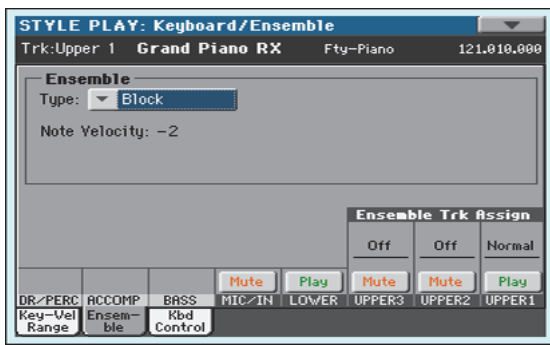 STYLE PLAY: Keyboard/Ensemble
Trk:Upper 1 Grand Piano RX Fty-Piano 121.010.000
Ensemble
Type: Block
Note Velocity: -2
Ensemble Trk Assign
Off Off Normal
Mute Play Mute Mute Play
DR/PERC ACCOMP BASS MIC/IN LOWER UPPER3 UPPER2 UPPER1
Key-Vel Ensem- Kbd
Range ble Control